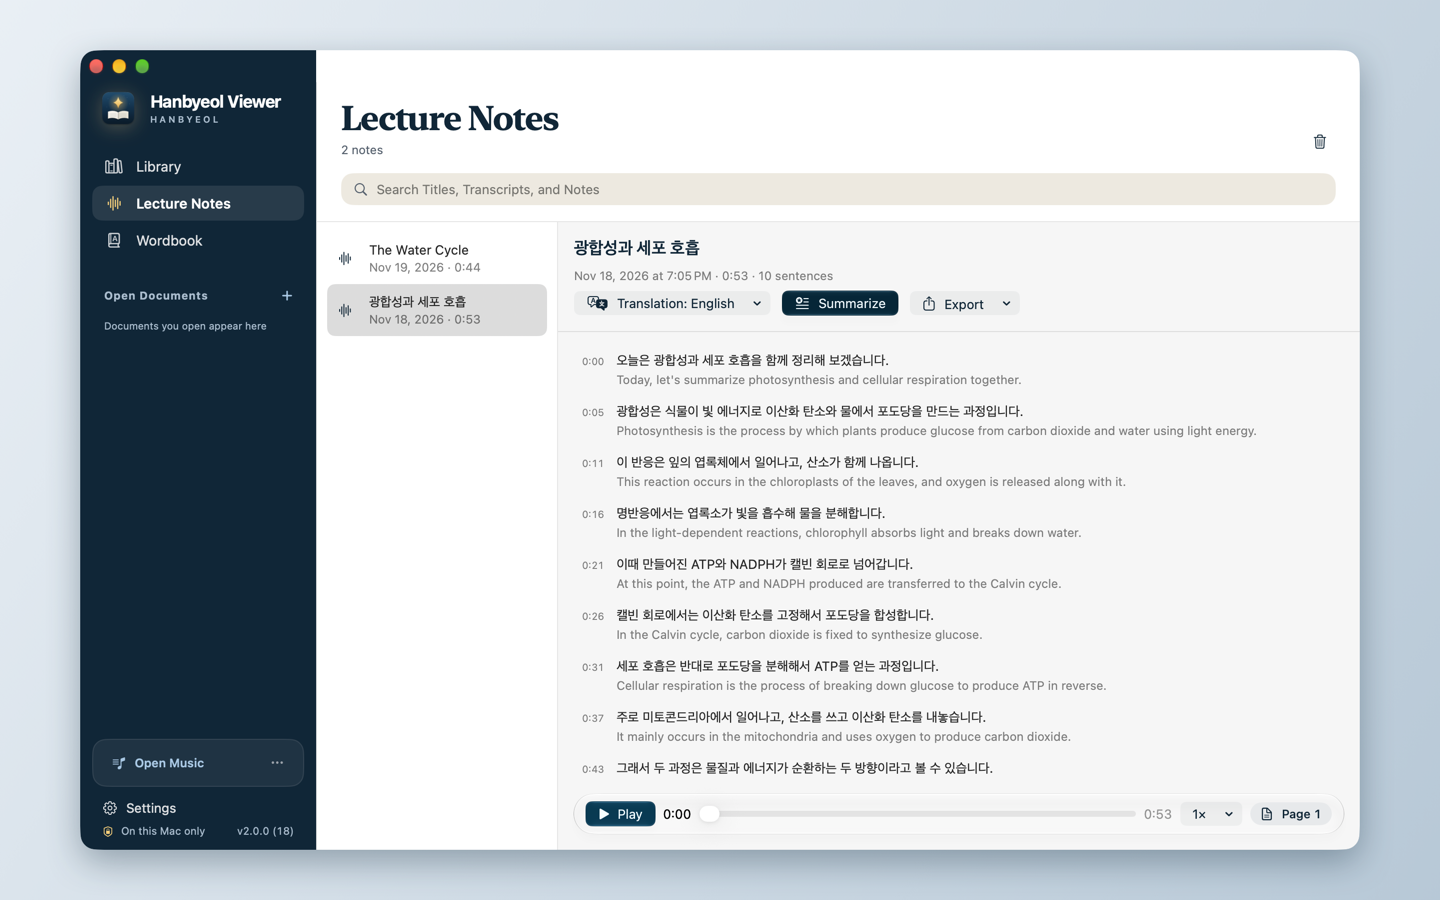 Hanbyeol Viewer
HANBYEOL
Library
Lecture Notes
Wordbook
Open Documents
Documents you open appear here
Open Music
Settings
On this Mac only v2.0.0 (18)
Lecture Notes
2 notes
Search Titles, Transcripts, and Notes
The Water Cycle
Nov 19, 2026 · 0:44
광합성과 세포 호흡
Nov 18, 2026 · 0:53
광합성과 세포 호흡
Nov 18, 2026 at 7:05 PM · 0:53 · 10 sentences
Translation: English Summarize Export
0:00 오늘은 광합성과 세포 호흡을 함께 정리해 보겠습니다.
Today, let's summarize photosynthesis and cellular respiration together.
0:05 광합성은 식물이 빛 에너지로 이산화 탄소와 물에서 포도당을 만드는 과정입니다.
Photosynthesis is the process by which plants produce glucose from carbon dioxide and water using light energy.
0:11 이 반응은 잎의 엽록체에서 일어나고, 산소가 함께 나옵니다.
This reaction occurs in the chloroplasts of the leaves, and oxygen is released along with it.
0:16 명반응에서는 엽록소가 빛을 흡수해 물을 분해합니다.
In the light-dependent reactions, chlorophyll absorbs light and breaks down water.
0:21 이때 만들어진 ATP와 NADPH가 캘빈 회로로 넘어갑니다.
At this point, the ATP and NADPH produced are transferred to the Calvin cycle.
0:26 캘빈 회로에서는 이산화 탄소를 고정해서 포도당을 합성합니다.
In the Calvin cycle, carbon dioxide is fixed to synthesize glucose.
0:31 세포 호흡은 반대로 포도당을 분해해서 ATP를 얻는 과정입니다.
Cellular respiration is the process of breaking down glucose to produce ATP in reverse.
0:37 주로 미토콘드리아에서 일어나고, 산소를 쓰고 이산화 탄소를 내놓습니다.
It mainly occurs in the mitochondria and uses oxygen to produce carbon dioxide.
0:43 그래서 두 과정은 물질과 에너지가 순환하는 두 방향이라고 볼 수 있습니다.
Play 0:00 0:53 1x Page 1